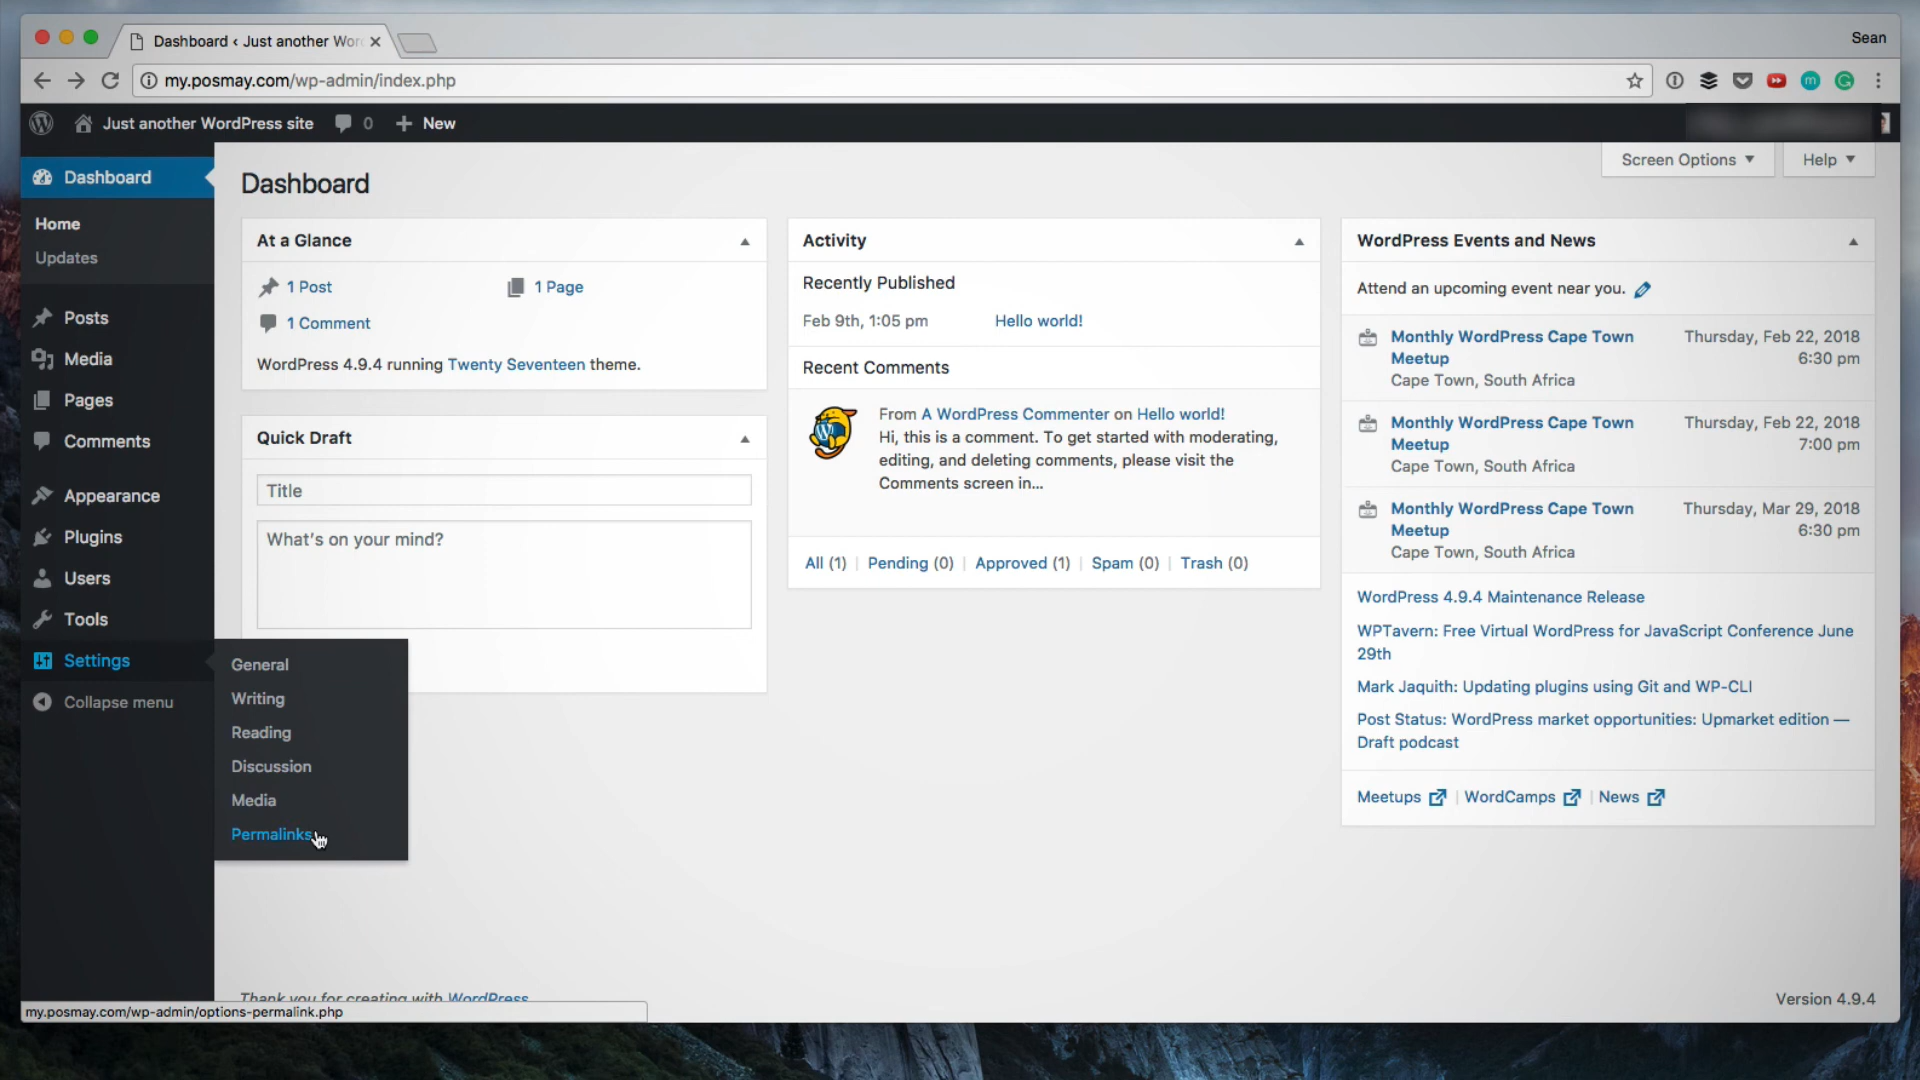 Dashboard ‹ Just another Wor
Sean
my.posmay.com/wp-admin/index.php
Just another WordPress site
0
New
Screen Options
Help
Dashboard
Home
Updates
Posts
Media
Pages
Comments
Appearance
Plugins
Users
Tools
Settings
Collapse menu
General
Writing
Reading
Discussion
Media
Permalinks
Dashboard
At a Glance
1 Post
1 Page
1 Comment
WordPress 4.9.4 running Twenty Seventeen theme.
Quick Draft
Title
What's on your mind?
Activity
Recently Published
Feb 9th, 1:05 pm Hello world!
Recent Comments
From A WordPress Commenter on Hello world!
Hi, this is a comment. To get started with moderating,
editing, and deleting comments, please visit the
Comments screen in...
All (1) | Pending (0) | Approved (1) | Spam (0) | Trash (0)
WordPress Events and News
Attend an upcoming event near you.
Monthly WordPress Cape Town Thursday, Feb 22, 2018
Meetup 6:30 pm
Cape Town, South Africa
Monthly WordPress Cape Town Thursday, Feb 22, 2018
Meetup 7:00 pm
Cape Town, South Africa
Monthly WordPress Cape Town Thursday, Mar 29, 2018
Meetup 6:30 pm
Cape Town, South Africa
WordPress 4.9.4 Maintenance Release
WPTavern: Free Virtual WordPress for JavaScript Conference June
29th
Mark Jaquith: Updating plugins using Git and WP-CLI
Post Status: WordPress market opportunities: Upmarket edition —
Draft podcast
Meetups | WordCamps | News
Thank you for creating with WordPress
Version 4.9.4
my.posmay.com/wp-admin/options-permalink.php